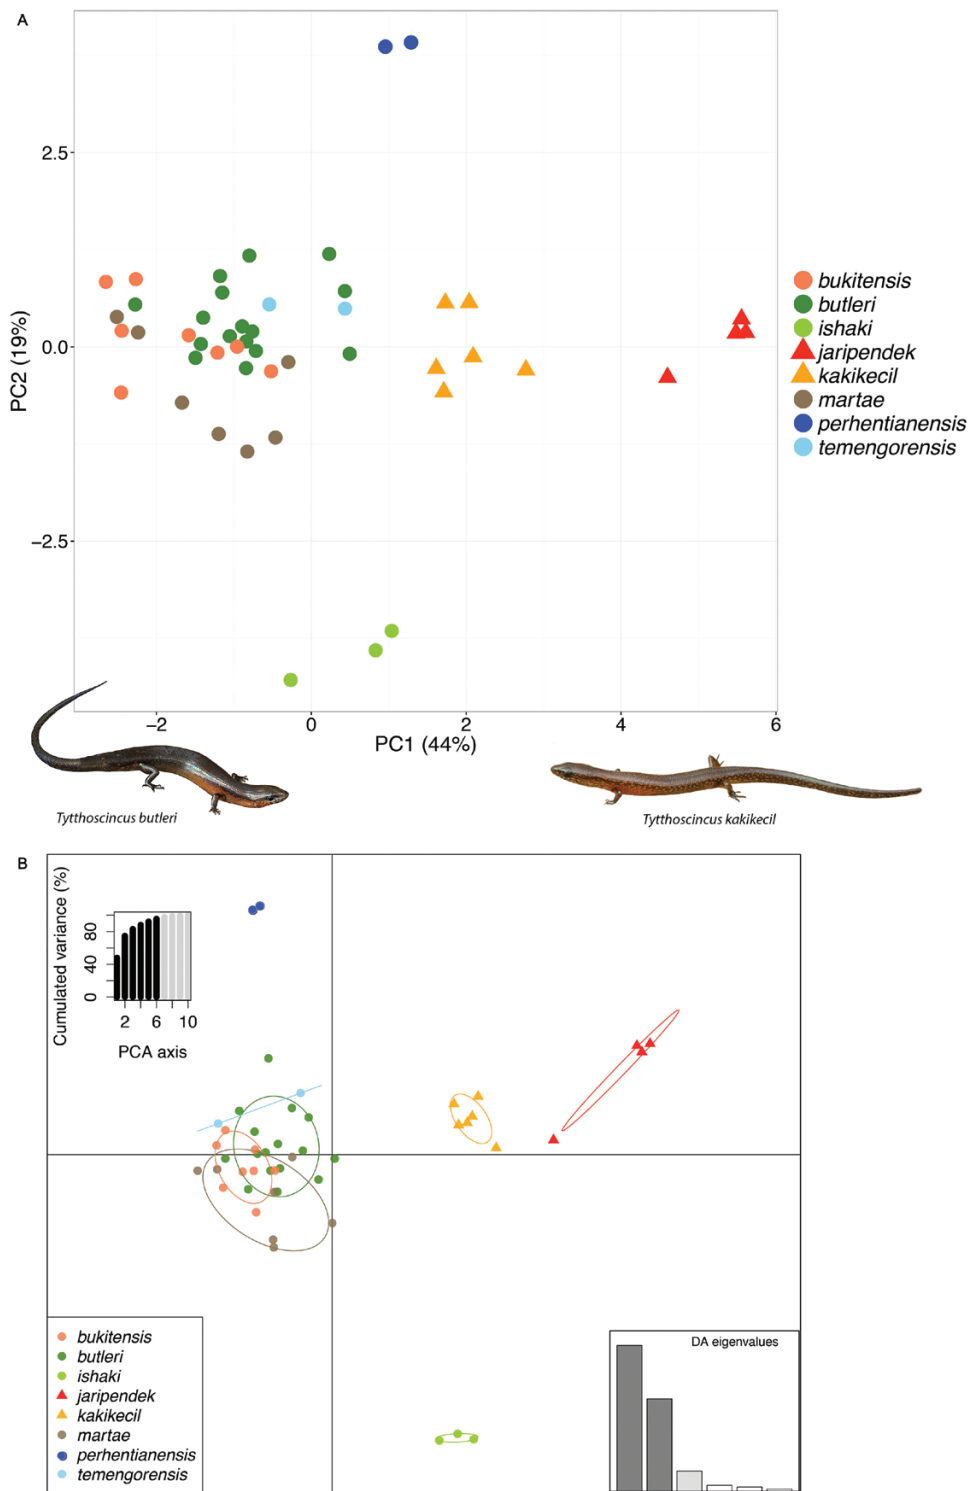 A
PC2 (19%)
2.5
0.0
−2.5
−2
0
2
4
6
PC1 (44%)
bukitensis
butleri
ishaki
jaripendek
kakikecil
martae
perhentianensis
temengorensis
Tytthoscincus butleri
Tytthoscincus kakikecil
B
Cumulated variance (%)
80
40
0
2
6
10
PCA axis
bukitensis
butleri
ishaki
jaripendek
kakikecil
martae
perhentianensis
temengorensis
DA eigenvalues